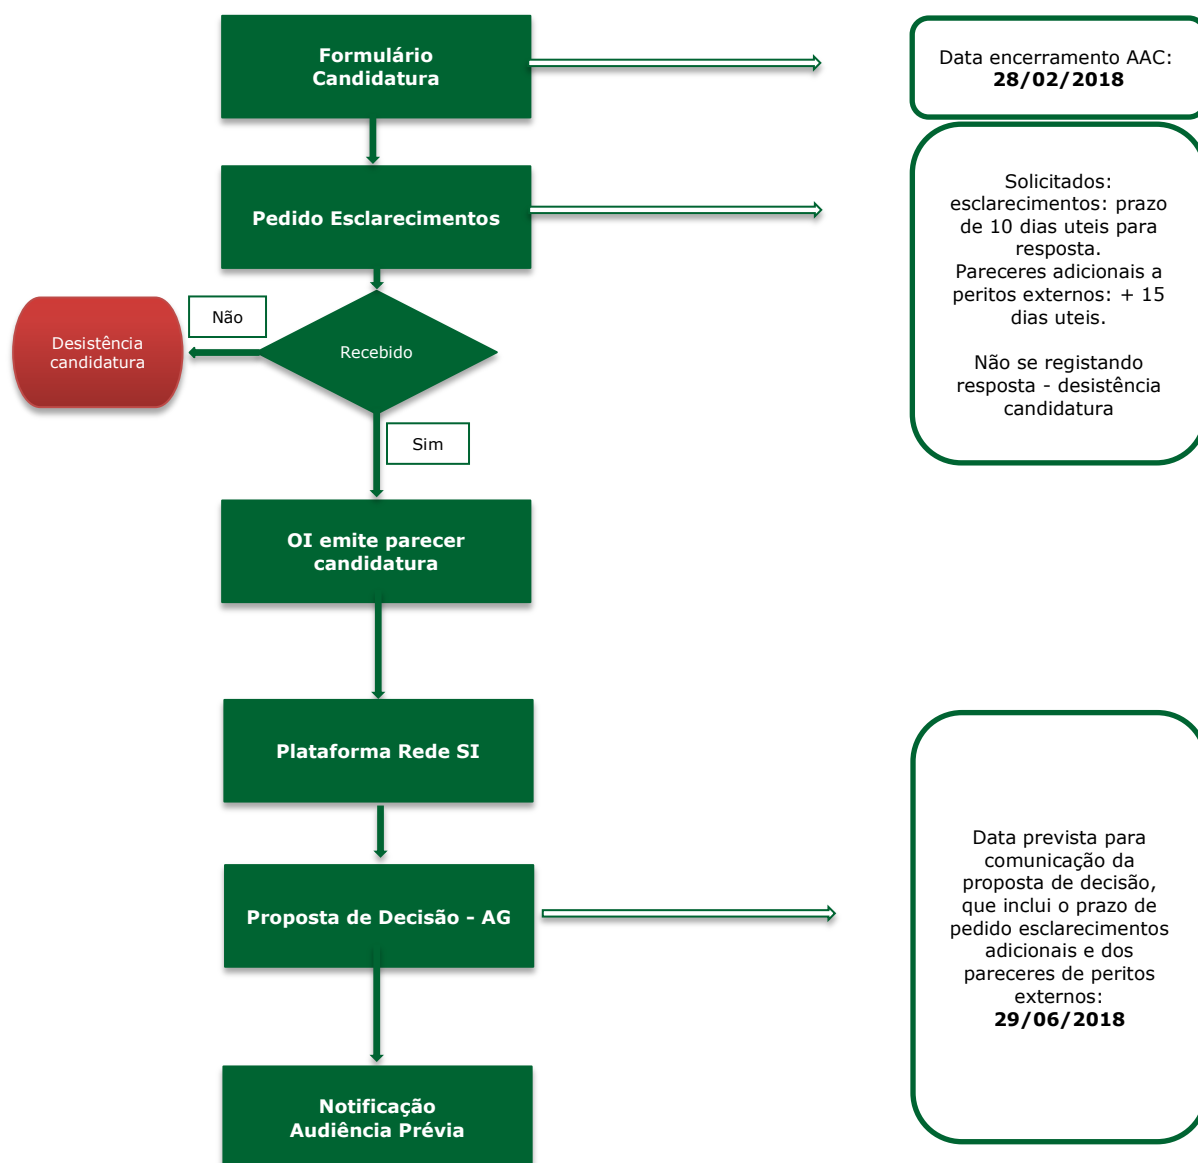 Formulário
Candidatura
Data encerramento AAC:
28/02/2018
Pedido Esclarecimentos
Solicitados:
esclarecimentos: prazo
de 10 dias uteis para
resposta.
Pareceres adicionais a
peritos externos: + 15
dias uteis.
Não se registando
resposta - desistência
candidatura
Não
Desistência
candidatura
Recebido
Sim
OI emite parecer
candidatura
Plataforma Rede SI
Proposta de Decisão - AG
Data prevista para
comunicação da
proposta de decisão,
que inclui o prazo de
pedido esclarecimentos
adicionais e dos
pareceres de peritos
externos:
29/06/2018
Notificação
Audiência Prévia